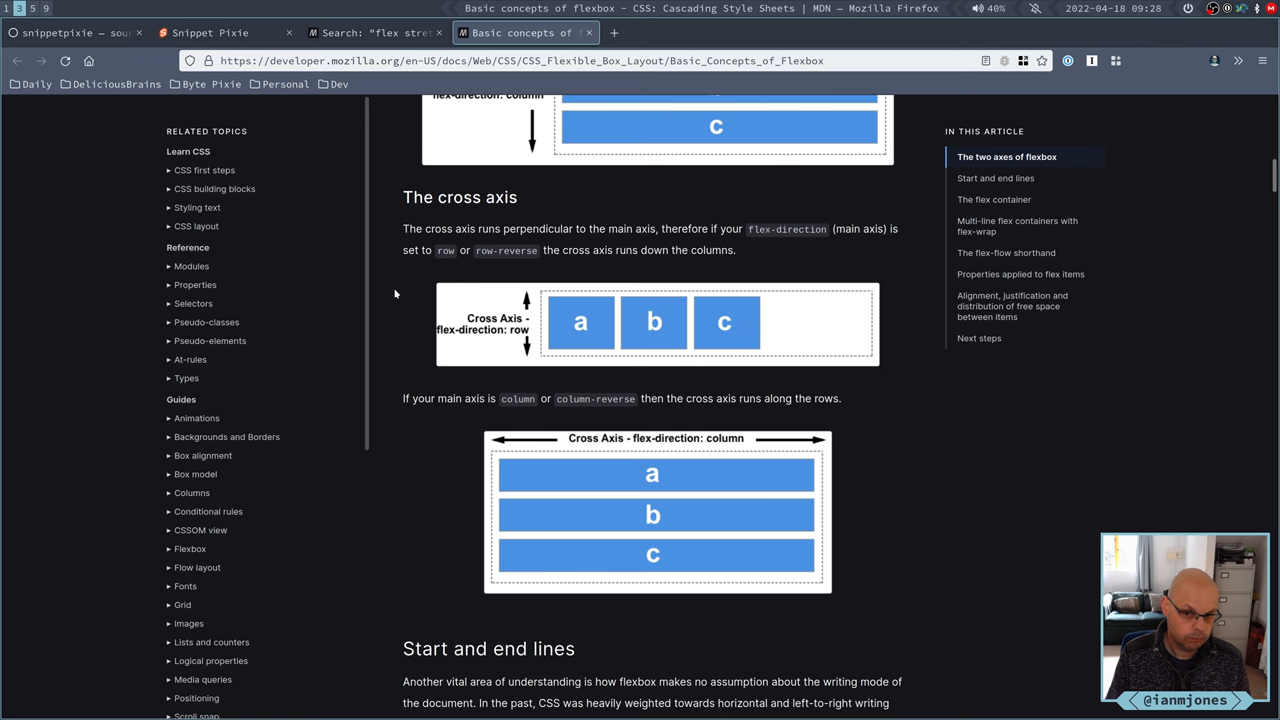 1 3 5 9
Basic concepts of flexbox - CSS: Cascading Style Sheets | MDN — Mozilla Firefox
40%
2022-04-18 09:28
snippetpixie — sour
Snippet Pixie
Search: "flex stret
Basic concepts of f
https://developer.mozilla.org/en-US/docs/Web/CSS/CSS_Flexible_Box_Layout/Basic_Concepts_of_Flexbox
Daily
DeliciousBrains
Byte Pixie
Personal
Dev
RELATED TOPICS
Learn CSS
CSS first steps
CSS building blocks
Styling text
CSS layout
Reference
Modules
Properties
Selectors
Pseudo-classes
Pseudo-elements
At-rules
Types
Guides
Animations
Backgrounds and Borders
Box alignment
Box model
Columns
Conditional rules
CSSOM view
Flexbox
Flow layout
Fonts
Grid
Images
Lists and counters
Logical properties
Media queries
Positioning
Scroll snap
flex-direction: column
c
The cross axis
The cross axis runs perpendicular to the main axis, therefore if your flex-direction (main axis) is
set to row or row-reverse the cross axis runs down the columns.
Cross Axis -
flex-direction: row
a b c
If your main axis is column or column-reverse then the cross axis runs along the rows.
Cross Axis - flex-direction: column
a
b
c
Start and end lines
Another vital area of understanding is how flexbox makes no assumption about the writing mode of
the document. In the past, CSS was heavily weighted towards horizontal and left-to-right writing
IN THIS ARTICLE
The two axes of flexbox
Start and end lines
The flex container
Multi-line flex containers with
flex-wrap
The flex-flow shorthand
Properties applied to flex items
Alignment, justification and
distribution of free space
between items
Next steps
@ianmjones